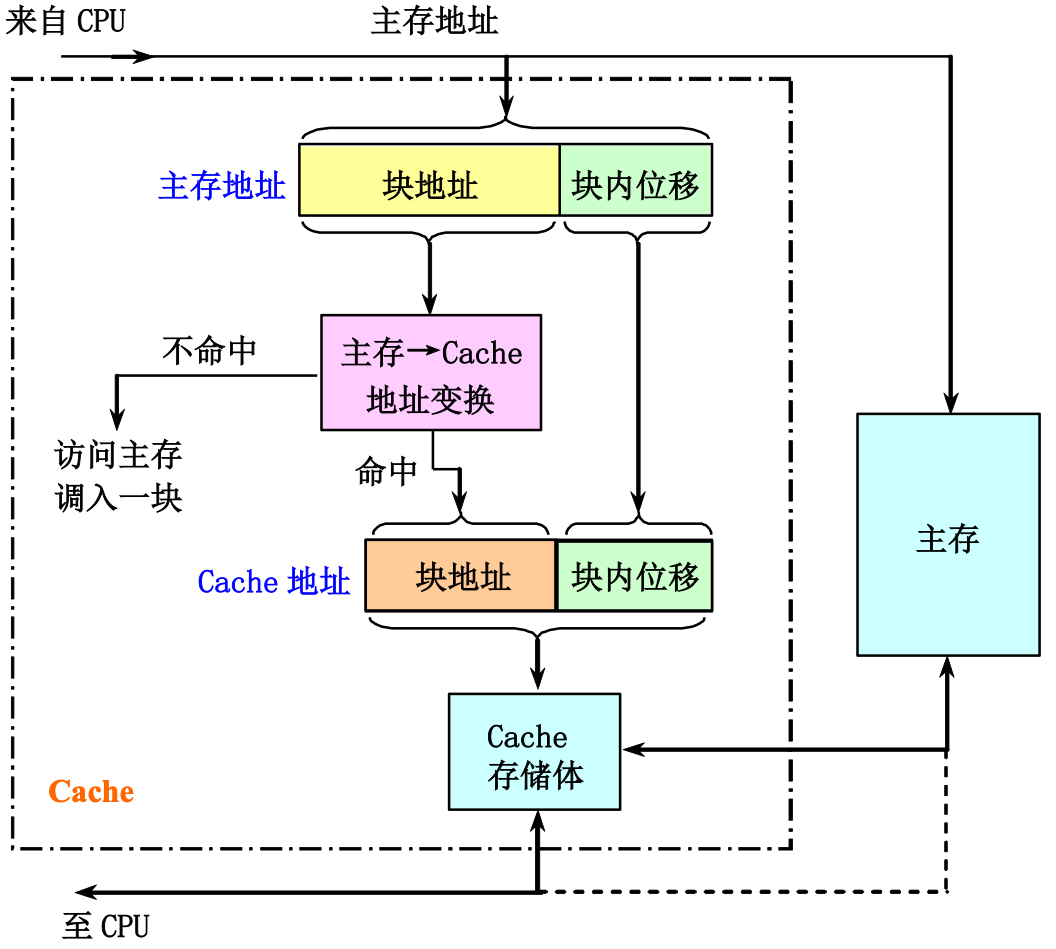 来自 CPU
主存地址
主存地址
块地址
块内位移
不命中
主存→Cache
地址变换
访问主存
调入一块
命中
主存
Cache 地址
块地址
块内位移
Cache
存储体
Cache
至 CPU